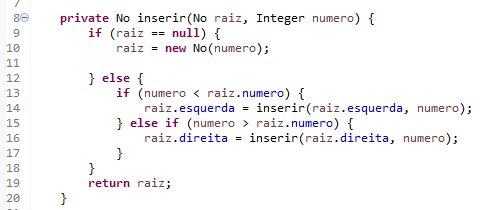 7
8 private No inserir(No raiz, Integer numero) {
9 if (raiz == null) {
10 raiz = new No(numero);
11
12 } else {
13 if (numero < raiz.numero) {
14 raiz.esquerda = inserir(raiz.esquerda, numero);
15 } else if (numero > raiz.numero) {
16 raiz.direita = inserir(raiz.direita, numero);
17 }
18 }
19 return raiz;
20 }